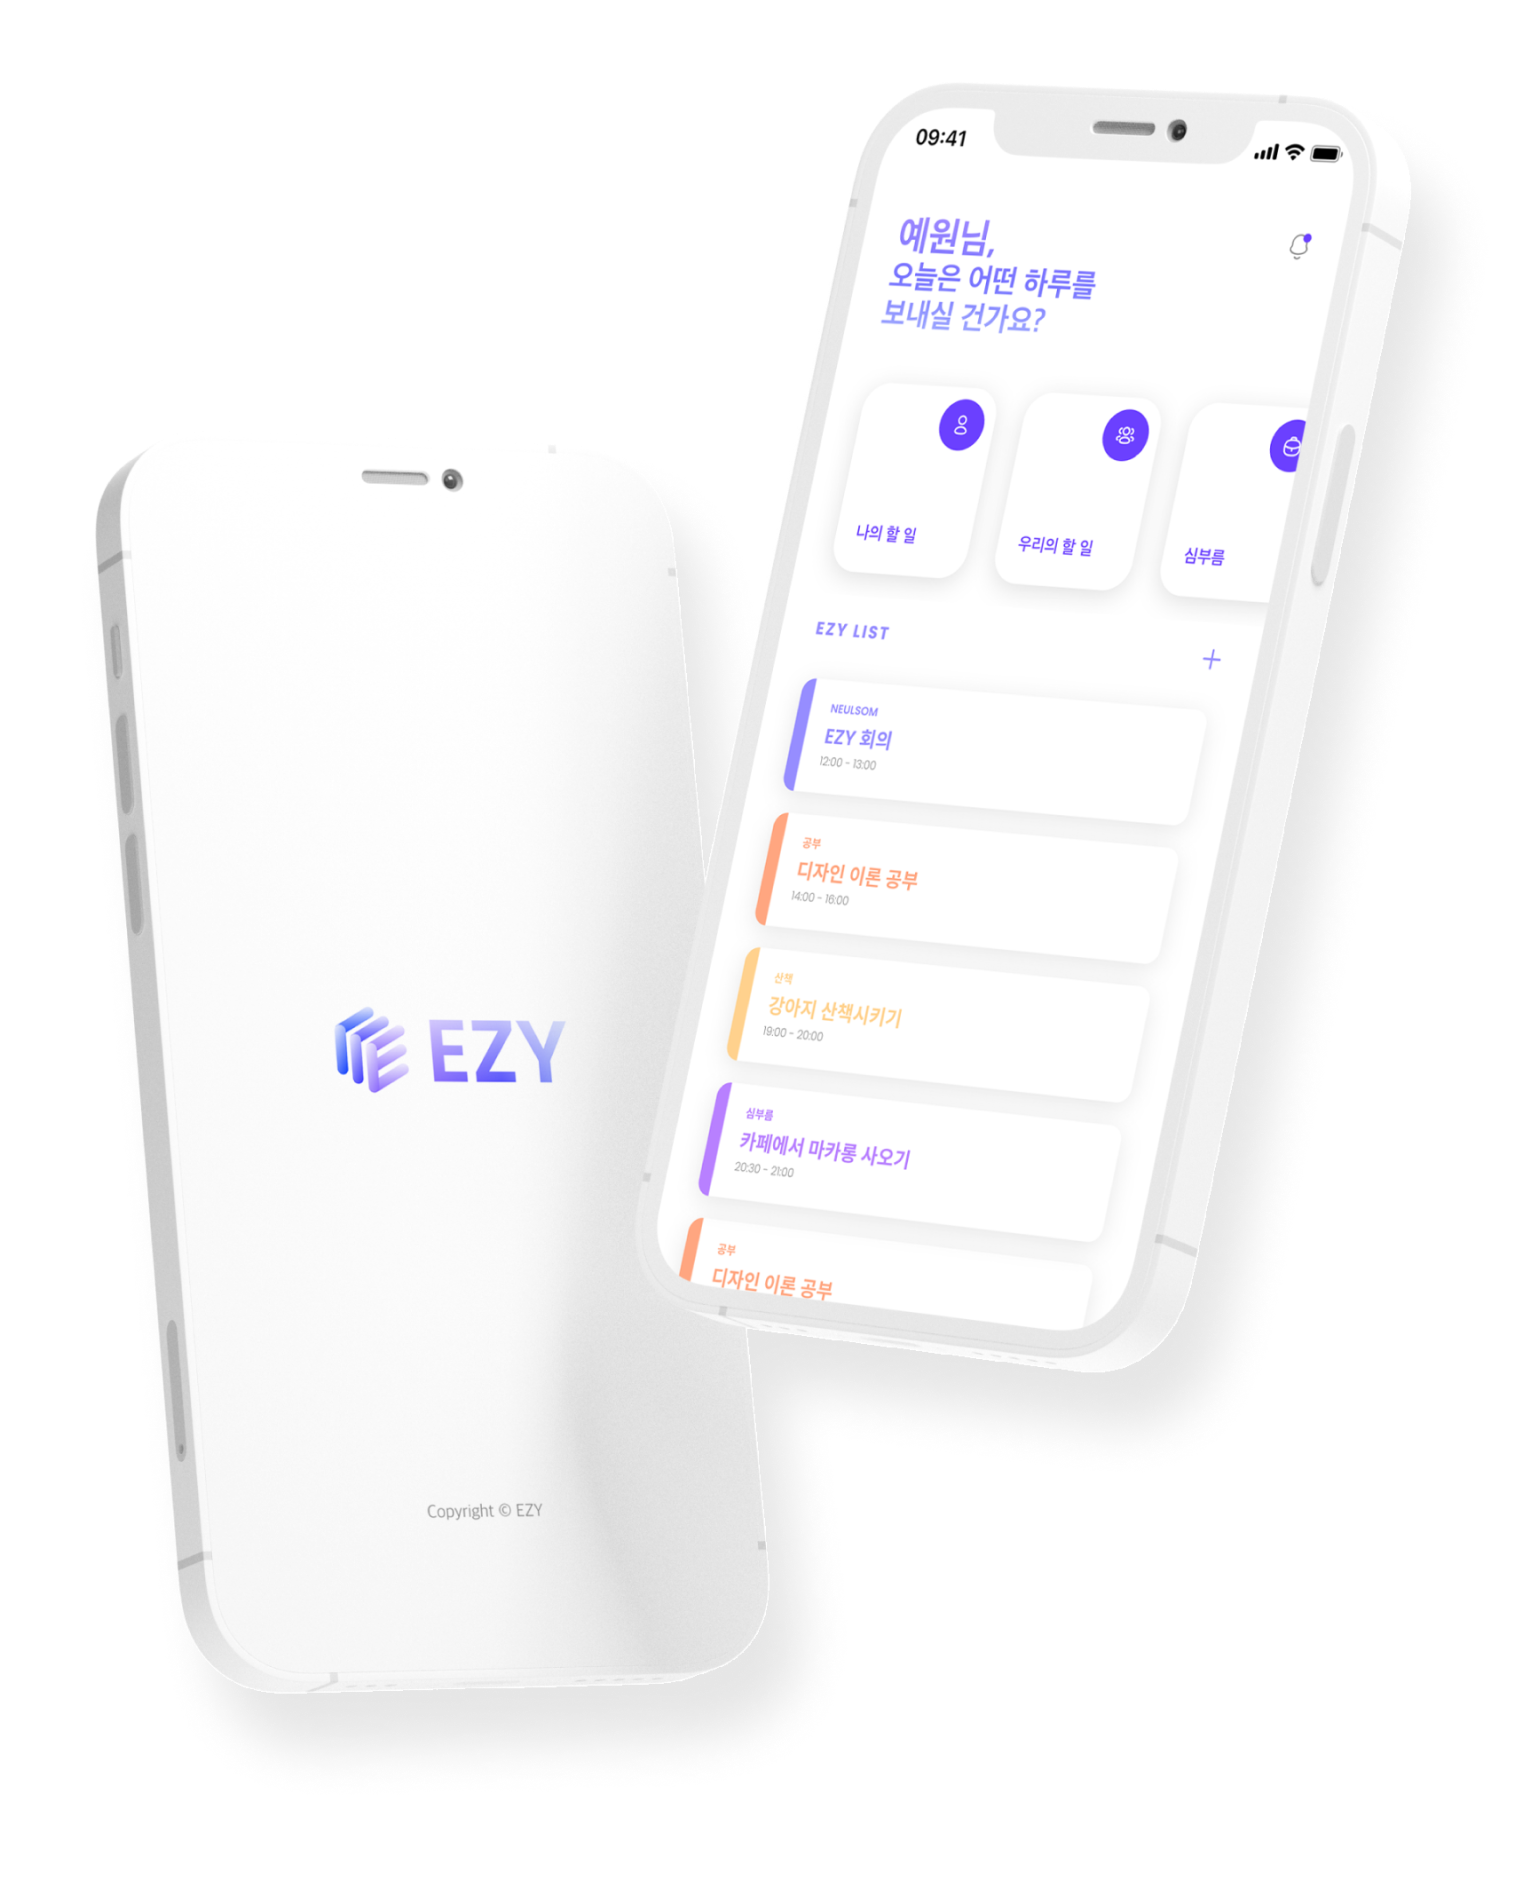 EZY
Copyright © EZY
09:41
예원님,
오늘은 어떤 하루를
보내실 건가요?
나의 할 일
우리의 할 일
심부름
EZY LIST
NEULSOM
EZY 회의
12:00 - 13:00
공부
디자인 이론 공부
14:00 - 16:00
산책
강아지 산책시키기
19:00 - 20:00
심부름
카페에서 마카롱 사오기
20:30 - 21:00
공부
디자인 이론 공부